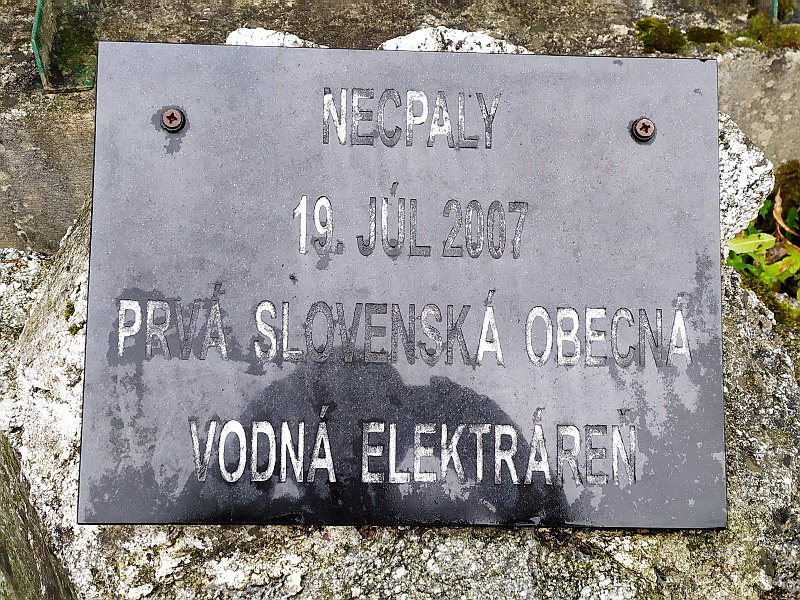 NECPALY
19. JÚL 2007
PRVÁ SLOVENSKÁ OBECNÁ
VODNÁ ELEKTRÁREŇ